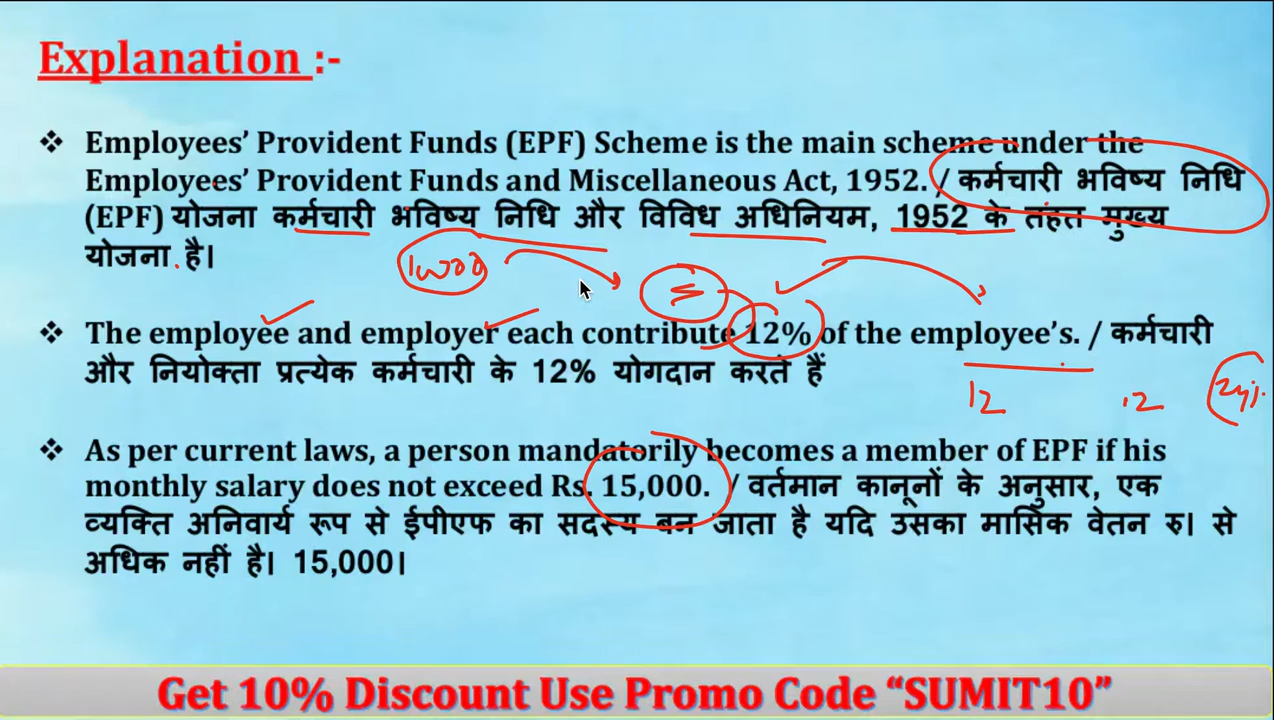 Explanation :-
❖ Employees' Provident Funds (EPF) Scheme is the main scheme under the
Employees' Provident Funds and Miscellaneous Act, 1952. / कर्मचारी भविष्य निधि
(EPF) योजना कर्मचारी भविष्य निधि और विविध अधिनियम, 1952 के तहत मुख्य
योजना है।
❖ The employee and employer each contribute 12% of the employee's. / कर्मचारी
और नियोक्ता प्रत्येक कर्मचारी के 12% योगदान करते हैं
12 12 24%
❖ As per current laws, a person mandatorily becomes a member of EPF if his
monthly salary does not exceed Rs. 15,000. / वर्तमान कानूनों के अनुसार, एक
व्यक्ति अनिवार्य रूप से ईपीएफ का सदस्य बन जाता है यदि उसका मासिक वेतन रु। से
अधिक नहीं है। 15,000।
Get 10% Discount Use Promo Code “SUMIT10”